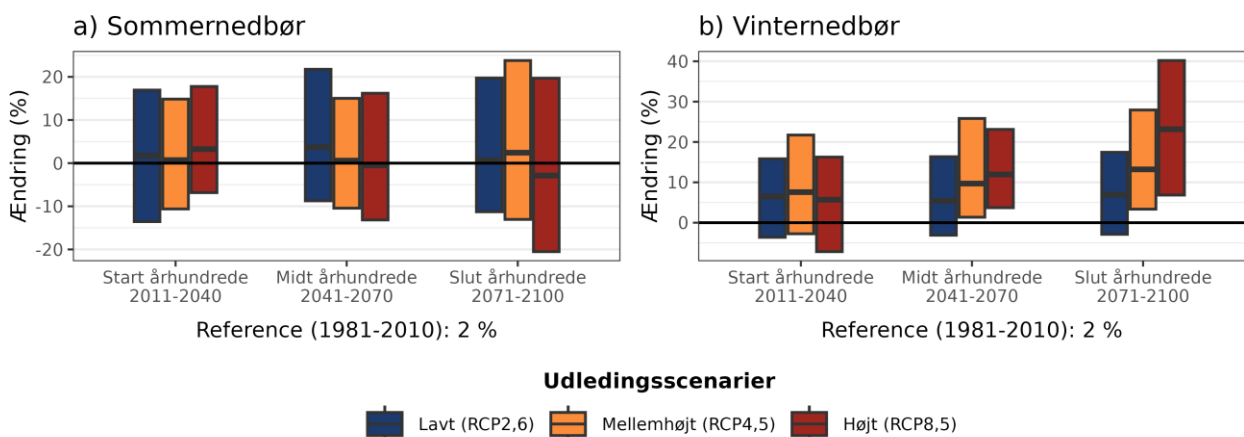 a) Sommernedbør
Ændring (%)
20
10
0
-10
-20
Start århundrede
2011-2040
Midt århundrede
2041-2070
Slut århundrede
2071-2100
Reference (1981-2010): 2 %
b) Vinternedbør
Ændring (%)
40
30
20
10
0
Start århundrede
2011-2040
Midt århundrede
2041-2070
Slut århundrede
2071-2100
Reference (1981-2010): 2 %
Udledingsscenarier
Lavt (RCP2,6)
Mellemhøjt (RCP4,5)
Højt (RCP8,5)